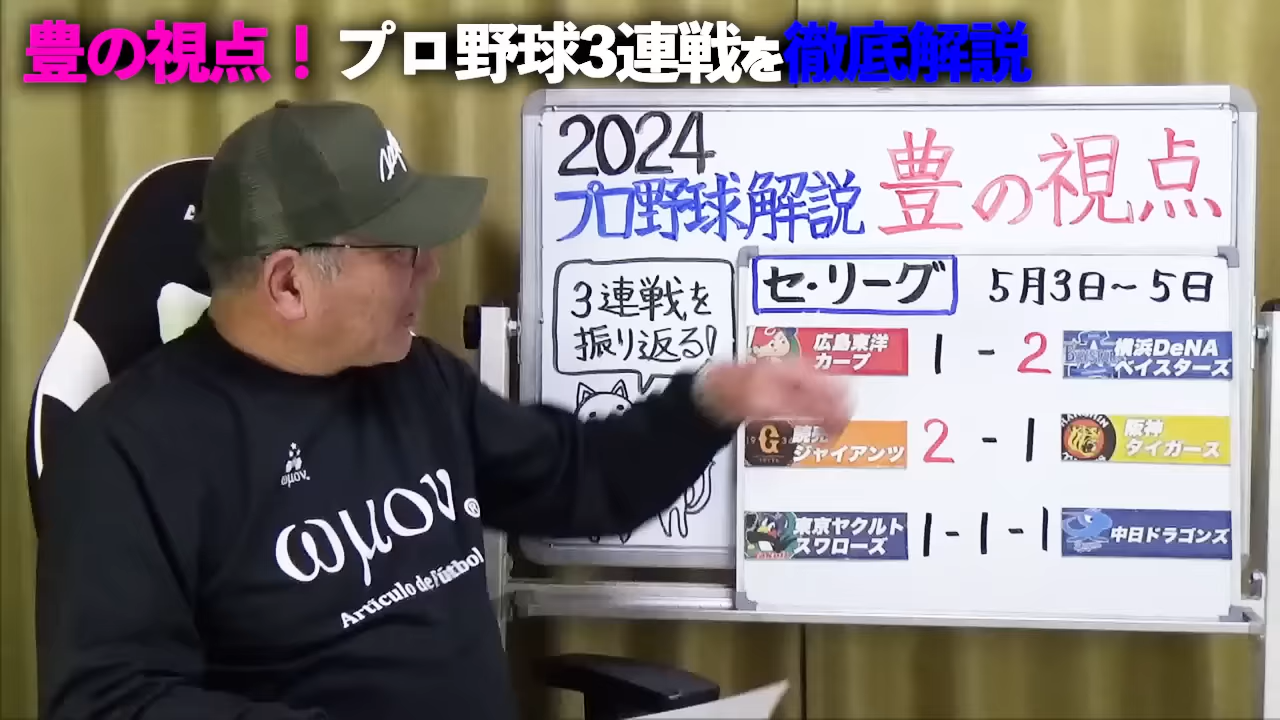 豊の視点！プロ野球3連戦を徹底解説
2024
プロ野球解説 豊の視点
3連戦を
振り返る！
セ・リーグ 5月3日～5日
広島東洋
カープ
1 - 2
横浜DeNA
ベイスターズ
ジャイアンツ
2 - 1
阪神
タイガース
東京ヤクルト
スワローズ
1 - 1 - 1
中日ドラゴンズ
ωμον.
ωμον®
Artículo de Fútbol